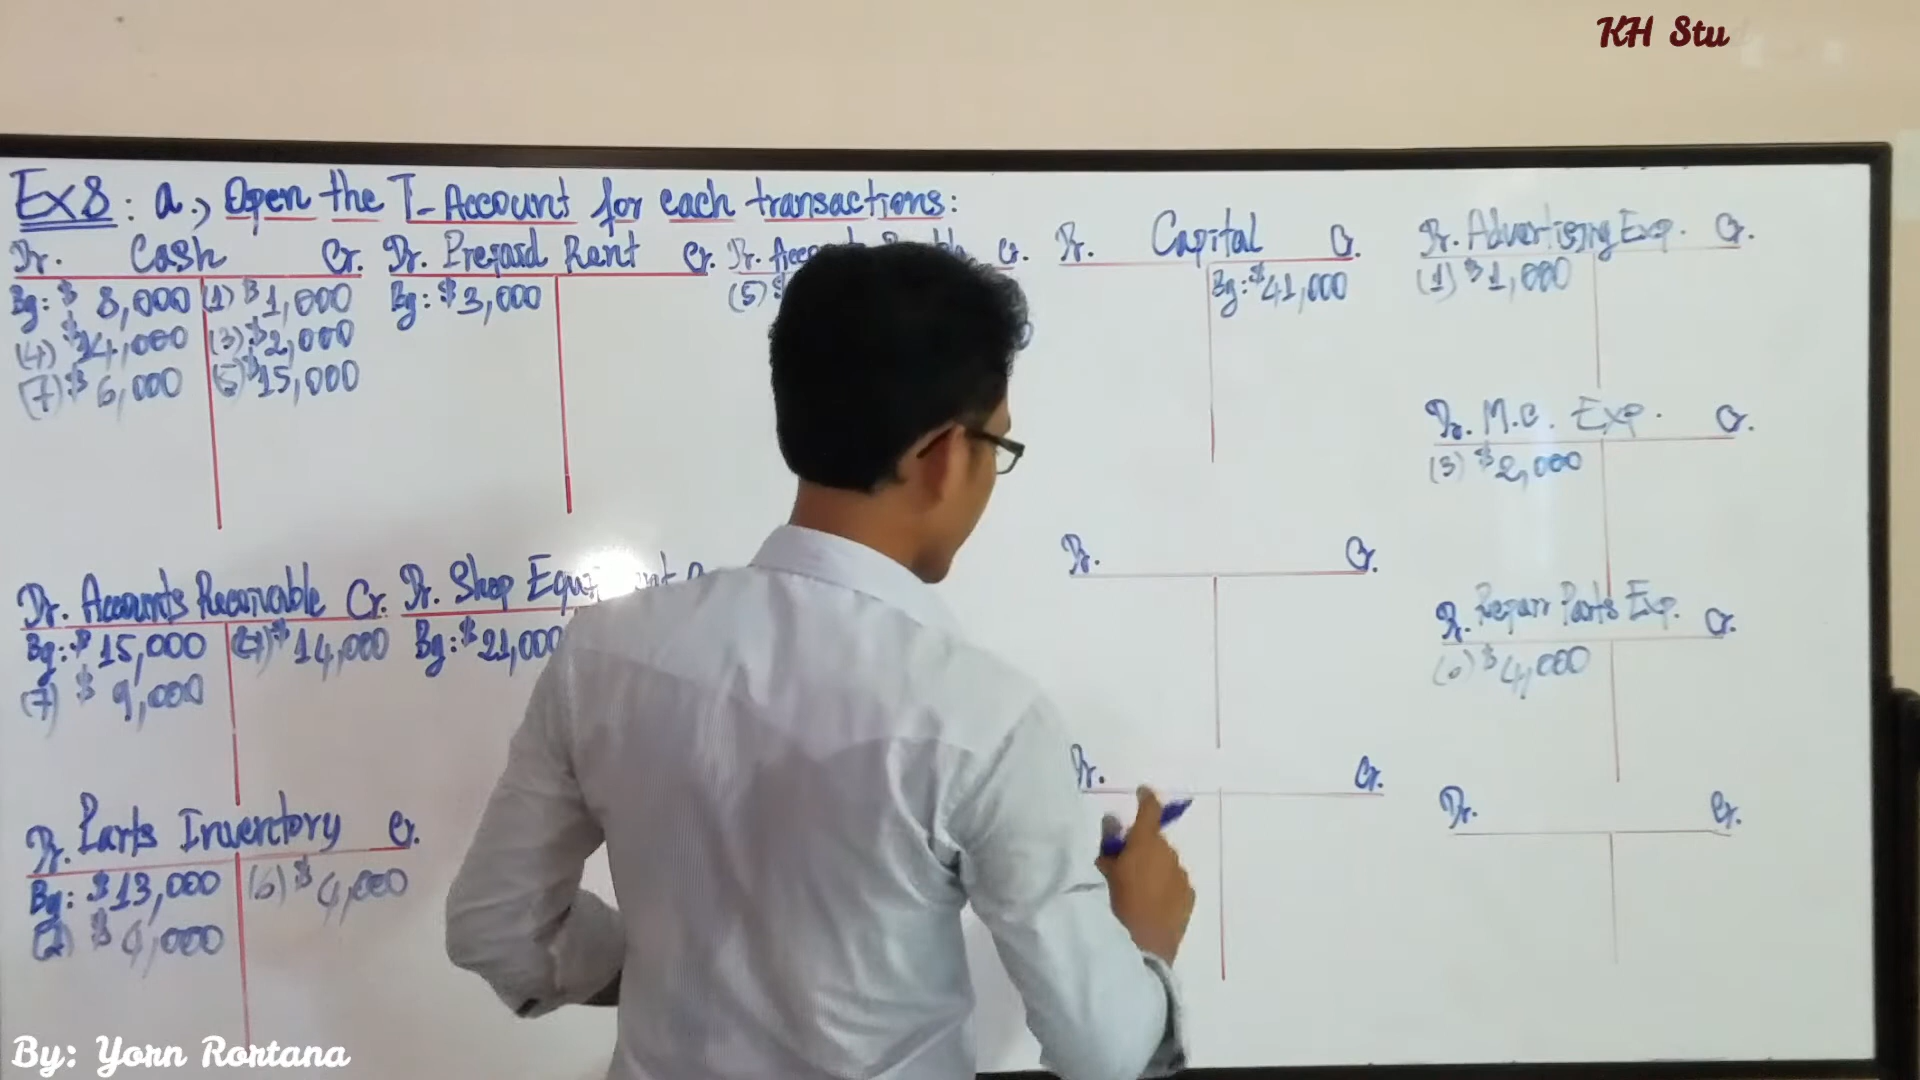 KH Stu
Ex8: a., Open the T-Account for each transactions:
Dr. Cash Cr.
Bg: $ 8,000 (1) $ 1,000
(4) $ 14,000 (3) $ 2,000
(7) $ 6,000 (5) $ 15,000
Dr. Prepaid Rent Cr.
Bg: $ 3,000
Dr. Cr.
(5) $
Dr. Capital Cr.
Bg: $ 41,000
Dr. Advertising Exp. Cr.
(1) $ 1,000
Dr. M.C. Exp. Cr.
(3) $ 2,000
Dr. Accounts Receivable Cr.
Bg: $ 15,000 (4) $ 14,000
(7) $ 9,000
Dr. Shop
Bg: $ 21,000
Dr. Cr.
Dr. Repair Parts Exp. Cr.
(6) $ 4,000
Dr. Parts Inventory Cr.
Bg: $ 13,000 (6) $ 4,000
(2) $ 4,000
Dr. Cr.
Dr. Cr.
By: Yorn Rortana